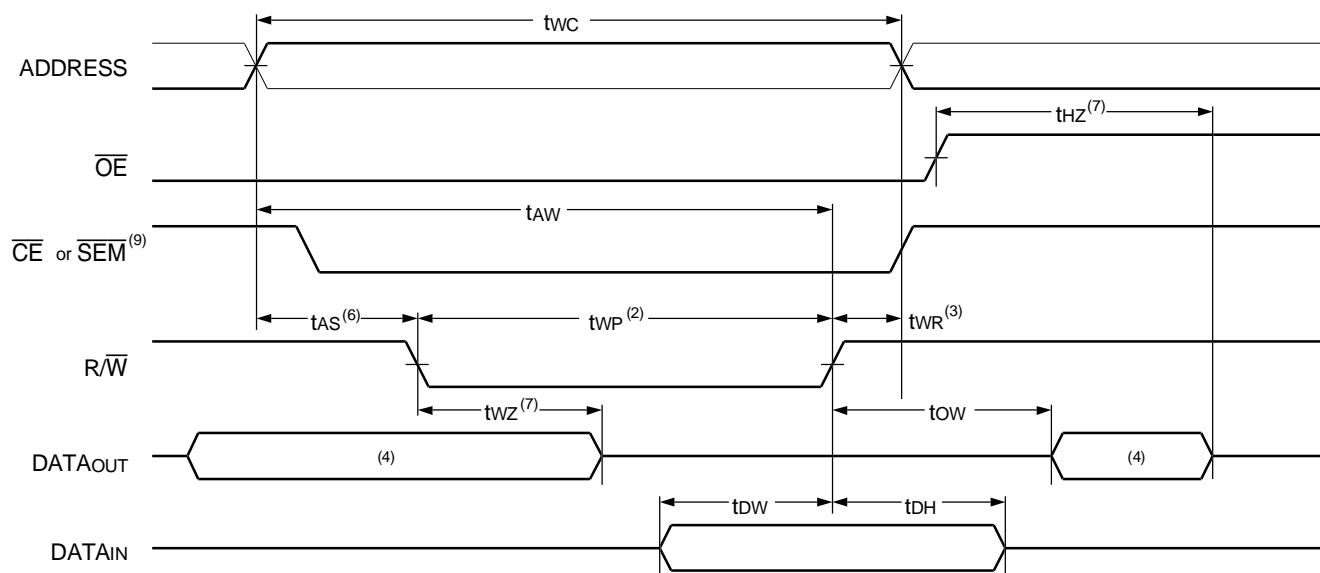 tWC
ADDRESS
tHZ(7)
OE
tAW
CE or SEM(9)
tAS(6) tWP(2) tWR(3)
R/W
tWZ(7) tOW
DATAOUT (4) (4)
tDW tDH
DATAIN